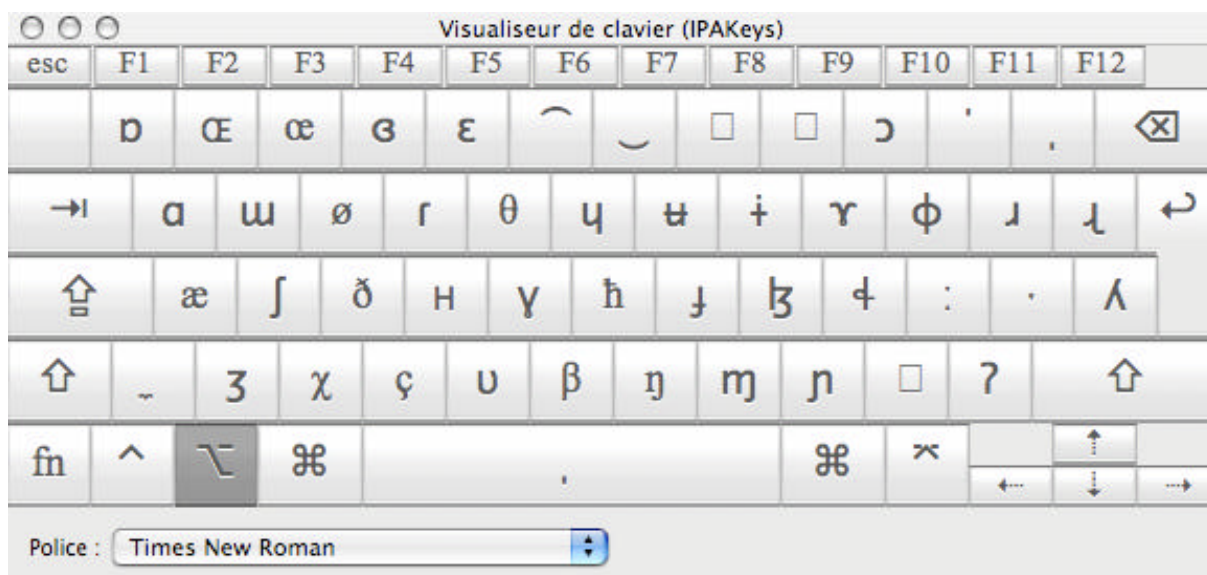 Visualiseur de clavier (IPAKeys)
esc F1 F2 F3 F4 F5 F6 F7 F8 F9 F10 F11 F12
ɒ Œ œ ɞ ɛ ͡ ‿ □ □ ɔ ˈ ˌ ⌫
⇥ ɑ ɯ ø ɾ θ ɥ ʉ ɨ ɤ ɸ ɹ ɻ ↩
⇪ æ ʃ ð ʜ ɣ ħ ɟ ɮ ɬ : · ʎ
⇧ ̰ ʒ χ ç ʊ β ŋ ɱ ɲ □ ʔ ⇧
fn ⌃ ⌥ ⌘ ˌ ⌘ ⌤ ⇠ ⇡ ⇣ ⇢
Police : Times New Roman